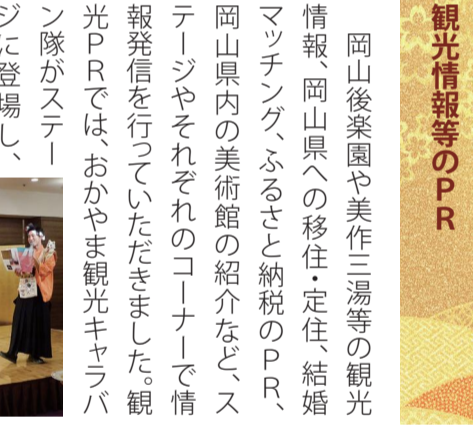 観光情報等のPR
岡山後楽園や美作三湯等の観光
情報、岡山県への移住・定住、結婚
マッチング、ふるさと納税のPR、
岡山県内の美術館の紹介など、ス
テージやそれぞれのコーナーで情
報発信を行っていただきました。観
光PRでは、おかやま観光キャラバ
ン隊がステー
ジに登場し、